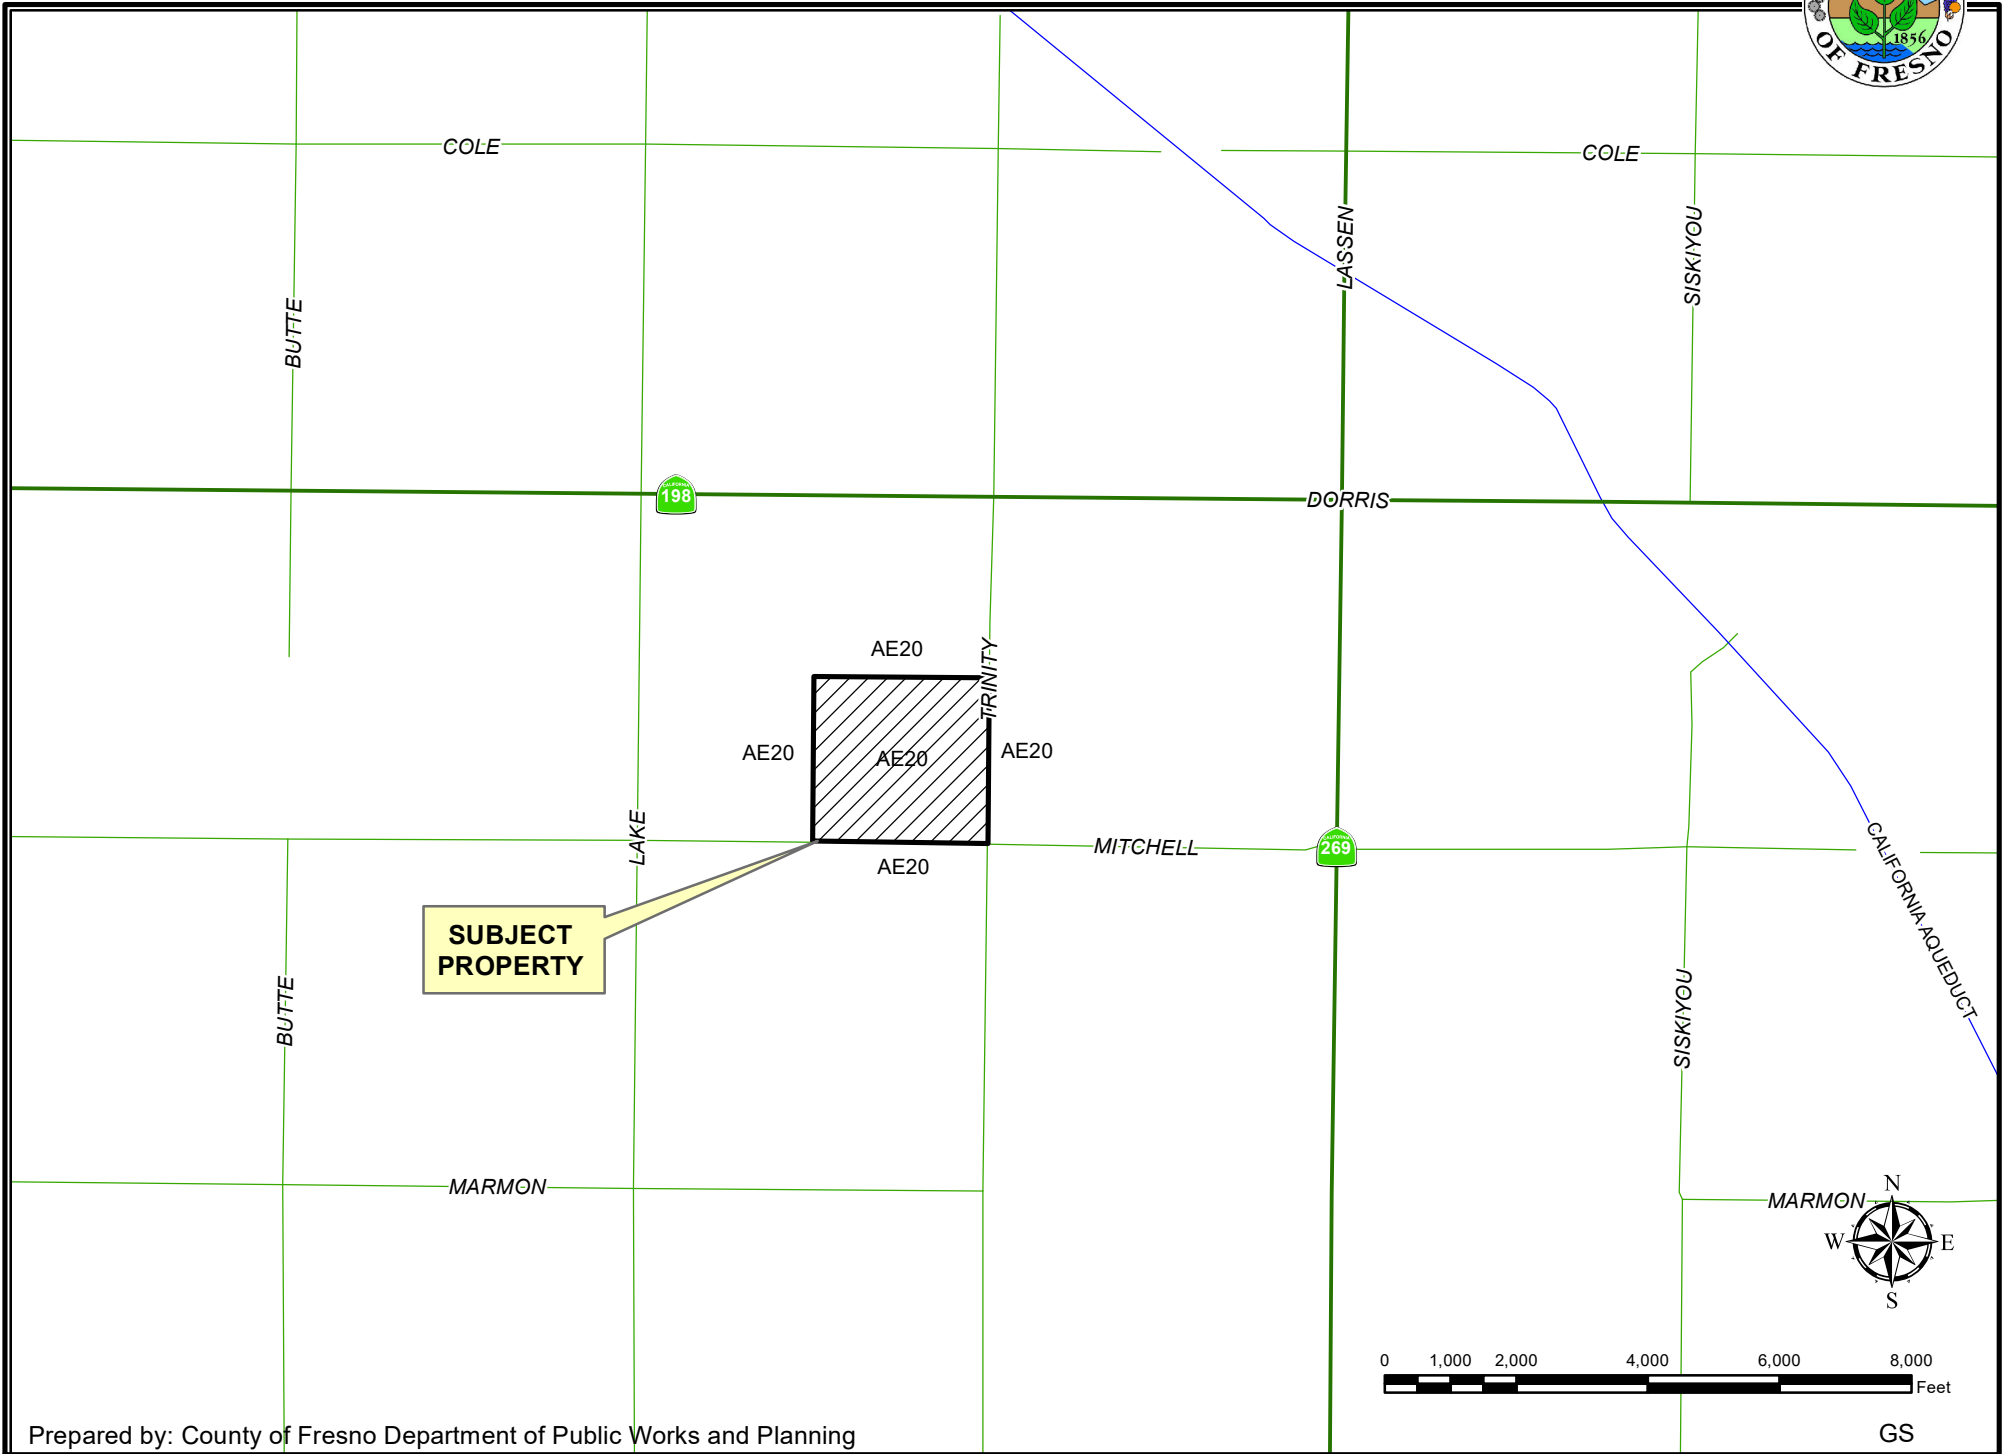 1856
OF FRESNO
COLE
COLE
LASSEN
SISKIYOU
BUTTE
CALIFORNIA
198
DORRIS
AE20
TRINITY
AE20
AE20
AE20
LAKE
MITCHELL
CALIFORNIA
269
AE20
CALIFORNIA AQUEDUCT
SUBJECT
PROPERTY
BUTTE
SISKIYOU
MARMON
MARMON
N
W
E
S
0 1,000 2,000 4,000 6,000 8,000
Feet
Prepared by: County of Fresno Department of Public Works and Planning
GS